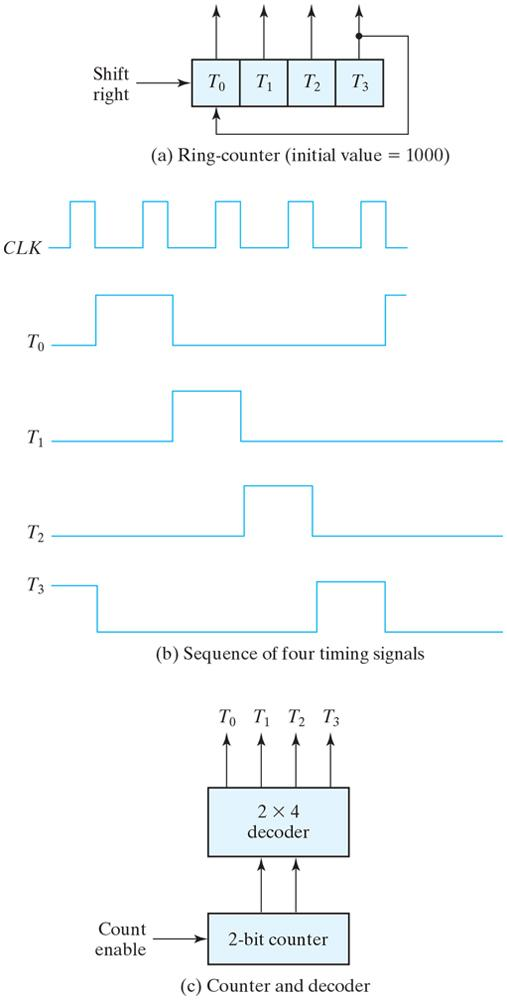 Shift
right
T0 T1 T2 T3
(a) Ring-counter (initial value = 1000)
CLK
T0
T1
T2
T3
(b) Sequence of four timing signals
T0 T1 T2 T3
2 × 4
decoder
Count
enable
2-bit counter
(c) Counter and decoder